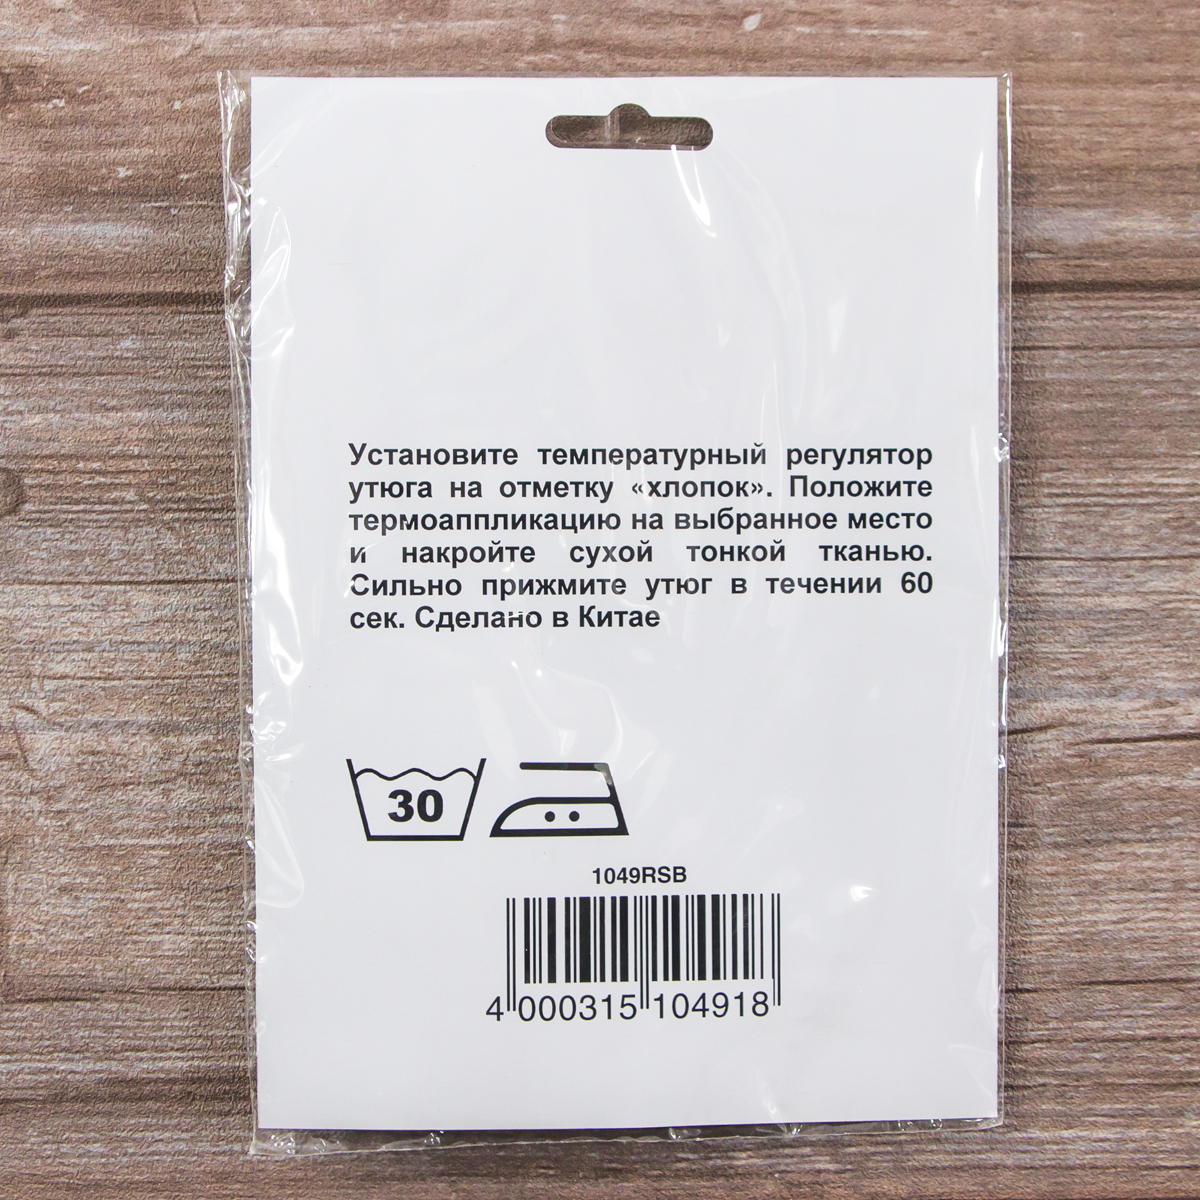 Установите температурный регулятор
утюга на отметку «хлопок». Положите
термоаппликацию на выбранное место
и накройте сухой тонкой тканью.
Сильно прижмите утюг в течении 60
сек. Сделано в Китае
30
1049RSB
4 000315 104918